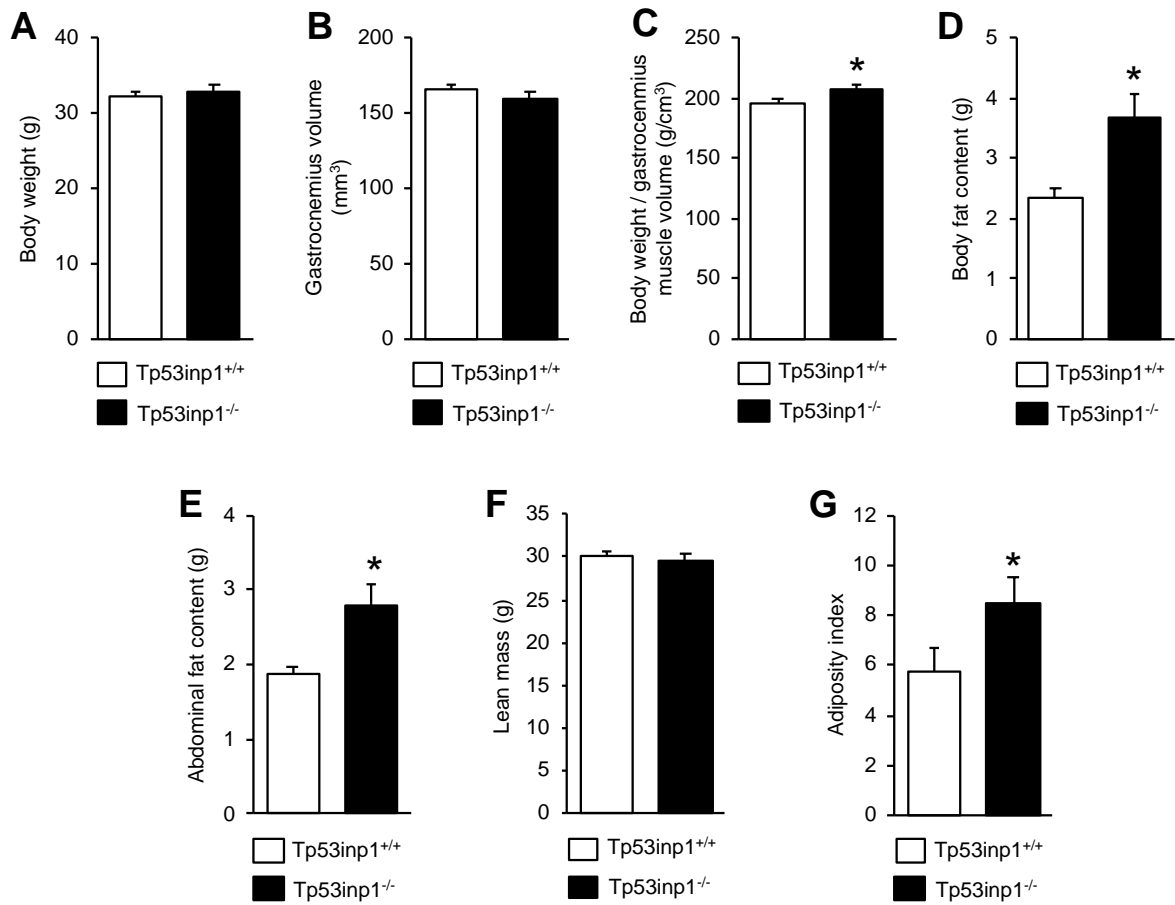 A
Body weight (g)
40
30
20
10
0
Tp53inp1+/+
Tp53inp1-/-
B
Gastrocnemius volume
(mm3)
200
150
100
50
0
Tp53inp1+/+
Tp53inp1-/-
C
Body weight / gastrocenmius
muscle volume (g/cm3)
250
200
150
100
50
0
*
Tp53inp1+/+
Tp53inp1-/-
D
Body fat content (g)
5
4
3
2
1
0
*
Tp53inp1+/+
Tp53inp1-/-
E
Abdominal fat content (g)
4
3
2
1
0
*
Tp53inp1+/+
Tp53inp1-/-
F
Lean mass (g)
35
30
25
20
15
10
5
0
Tp53inp1+/+
Tp53inp1-/-
G
Adiposity index
12
10
8
6
4
2
0
*
Tp53inp1+/+
Tp53inp1-/-